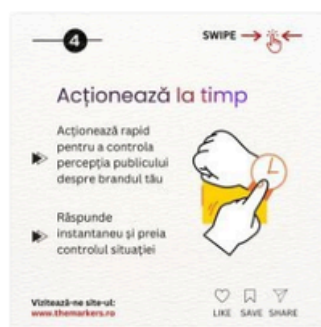 4
SWIPE
Acționează la timp
Acționează rapid
pentru a controla
percepția publicului
despre brandul tău
Răspunde
instantaneu și preia
controlul situației
Vizitează-ne site-ul:
www.themarkers.ro
LIKE SAVE SHARE